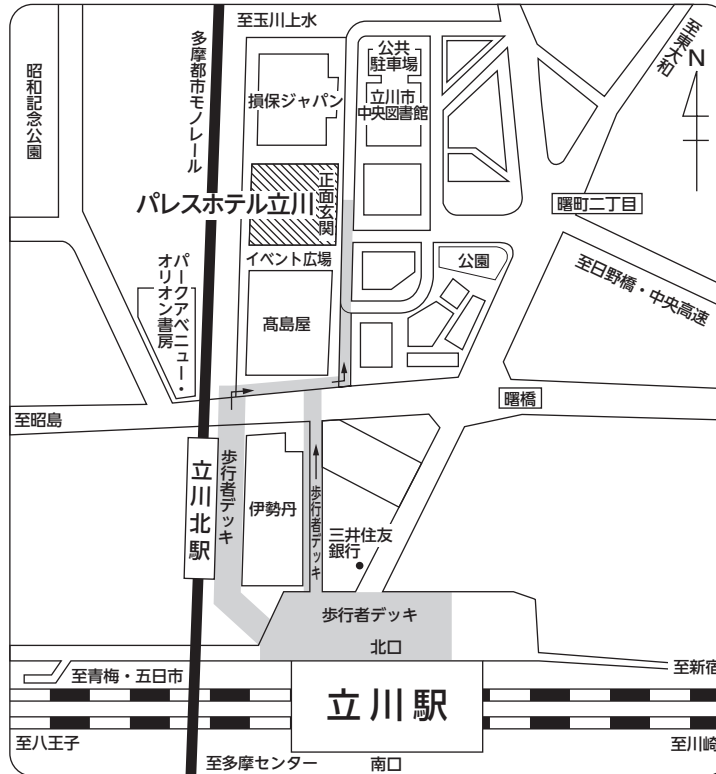 至玉川上水
多摩都市モノレール
昭和記念公園
損保ジャパン
公共
駐車場
立川市
中央図書館
至東大和
N
パレスホテル立川
正面玄関
曙町二丁目
イベント広場
公園
至日野橋・中央高速
パークアベニュー・
オリオン書房
髙島屋
曙橋
至昭島
立川北駅
歩行者デッキ
伊勢丹
歩行者デッキ
三井住友
銀行
歩行者デッキ
北口
至青梅・五日市
至新宿
立川駅
至八王子
至川崎
至多摩センター
南口